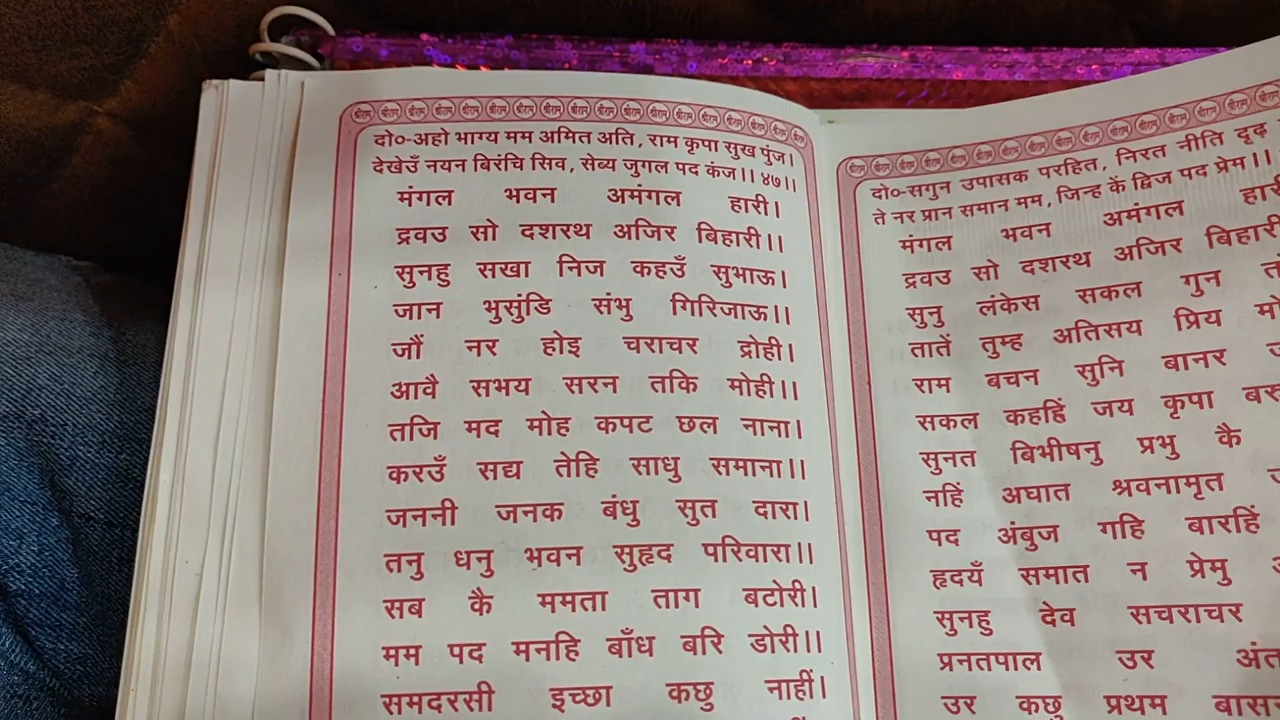 दो०-अहो भाग्य मम अमित अति, राम कृपा सुख पुंज।
देखेउँ नयन बिरंचि सिव, सेब्य जुगल पद कंज।। ४७।।
मंगल भवन अमंगल हारी।
द्रवउ सो दशरथ अजिर बिहारी।।
सुनहु सखा निज कहउँ सुभाऊ।
जान भुसुंडि संभु गिरिजाऊ।।
जौं नर होइ चराचर द्रोही।
आवै सभय सरन तकि मोही।।
तजि मद मोह कपट छल नाना।
करउँ सद्य तेहि साधु समाना।।
जननी जनक बंधु सुत दारा।
तनु धनु भवन सुहृद परिवारा।।
सब कै ममता ताग बटोरी।
मम पद मनहि बाँध बरि डोरी।।
समदरसी इच्छा कछु नाहीं।
दो०-सगुन उपासक परहित, निरत नीति दृढ़
ते नर प्रान समान मम, जिन्ह कें द्विज पद प्रेम।।
मंगल भवन अमंगल
द्रवउ सो दशरथ अजिर बिहारी
सुनु लंकेस सकल गुन
तातें तुम्ह अतिसय प्रिय
राम बचन सुनि बानर
सकल कहहिं जय कृपा
सुनत बिभीषनु प्रभु कै
नहिं अघात श्रवनामृत
पद अंबुज गहि बारहिं
हृदयँ समात न प्रेमु
सुनहु देव सचराचर
प्रनतपाल उर
उर कछु प्रथम